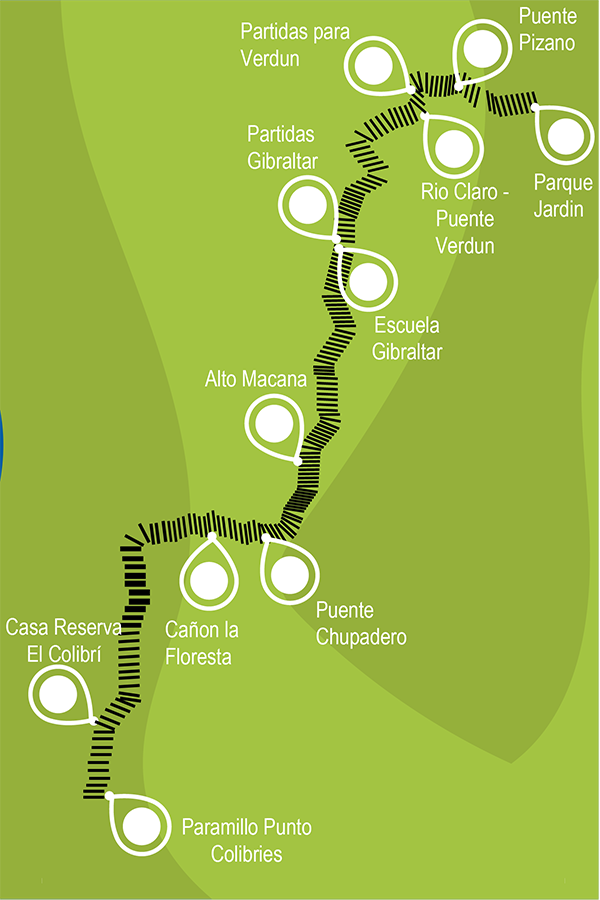 Puente
Pizano
Partidas para
Verdun
Partidas
Gibraltar
Parque
Jardin
Rio Claro -
Puente
Verdun
Escuela
Gibraltar
Alto Macana
Puente
Chupadero
Cañon la
Floresta
Casa Reserva
El Colibrí
Paramillo Punto
Colibries